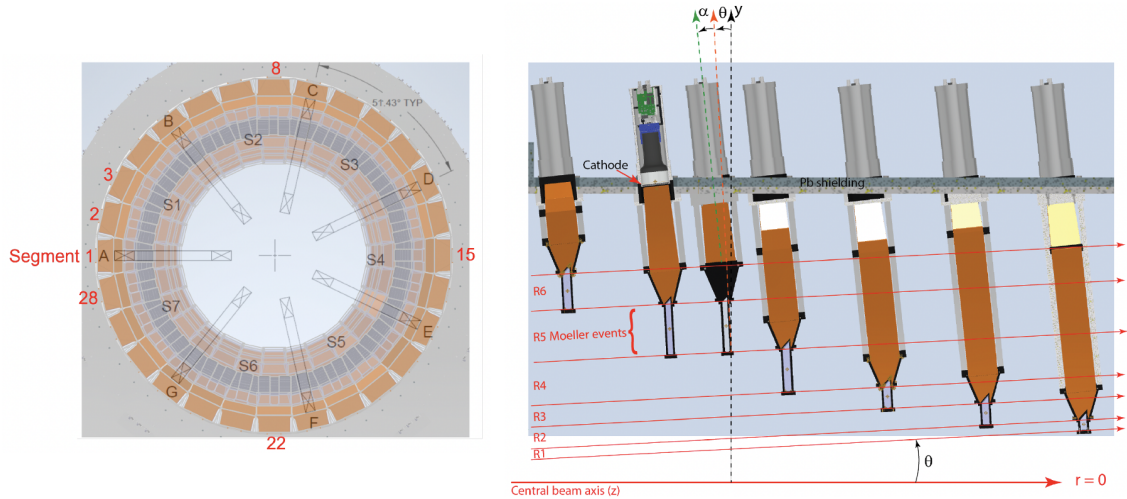 8
C
51.43° TYP
B
S2
S3
3
D
S1
2
Segment 1 A
S4
15
28
S7
E
S5
S6
G
F
22
α θ y
Cathode
Pb shielding
R6
R5 Moeller events
R4
R3
R2
R1
θ
Central beam axis (z)
r = 0